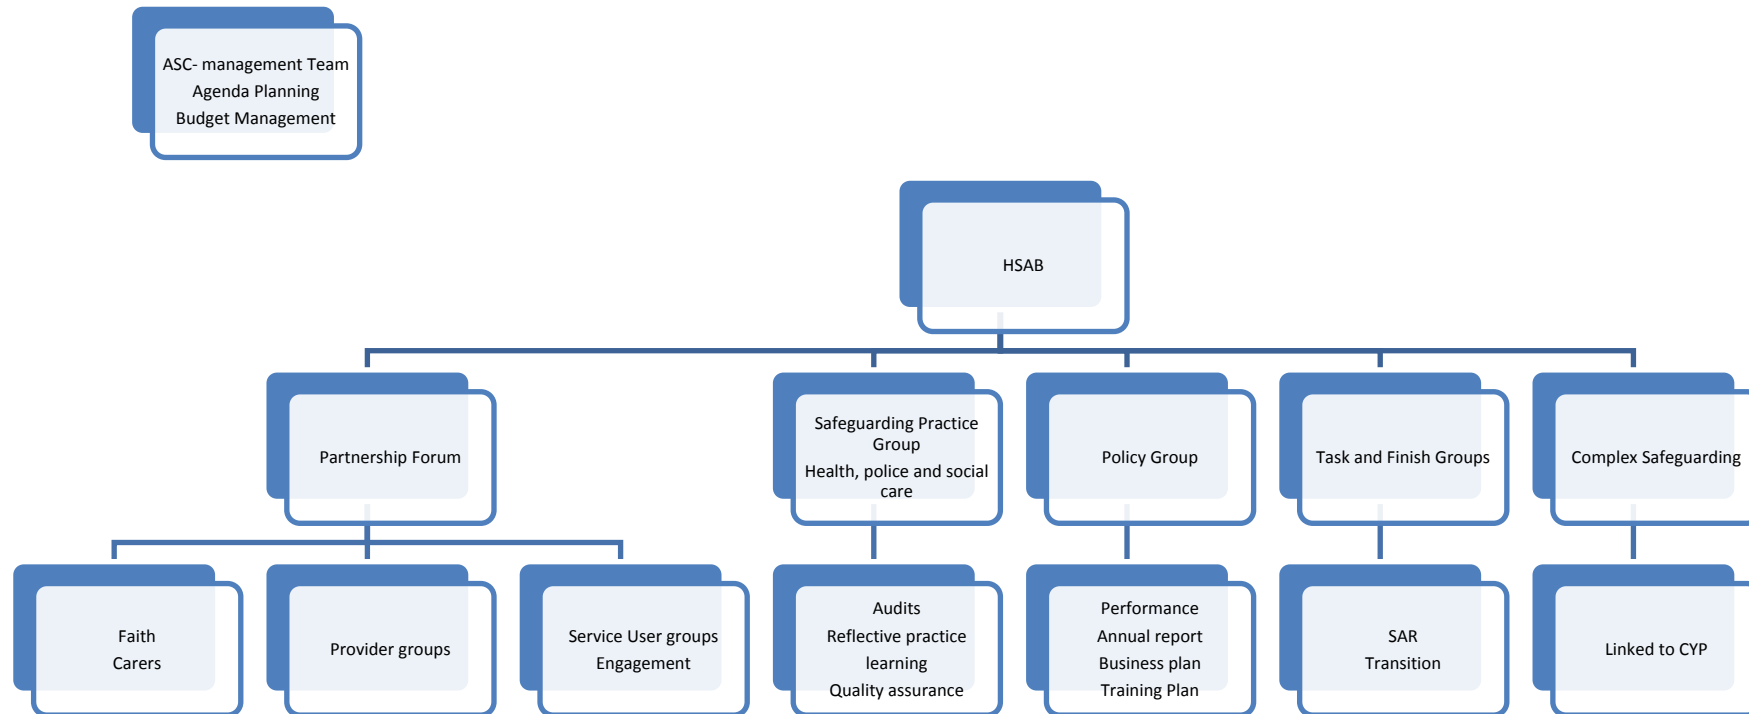 ASC- management Team
Agenda Planning
Budget Management
HSAB
Partnership Forum
Safeguarding Practice
Group
Health, police and social
care
Policy Group
Task and Finish Groups
Complex Safeguarding
Faith
Carers
Provider groups
Service User groups
Engagement
Audits
Reflective practice
learning
Quality assurance
Performance
Annual report
Business plan
Training Plan
SAR
Transition
Linked to CYP